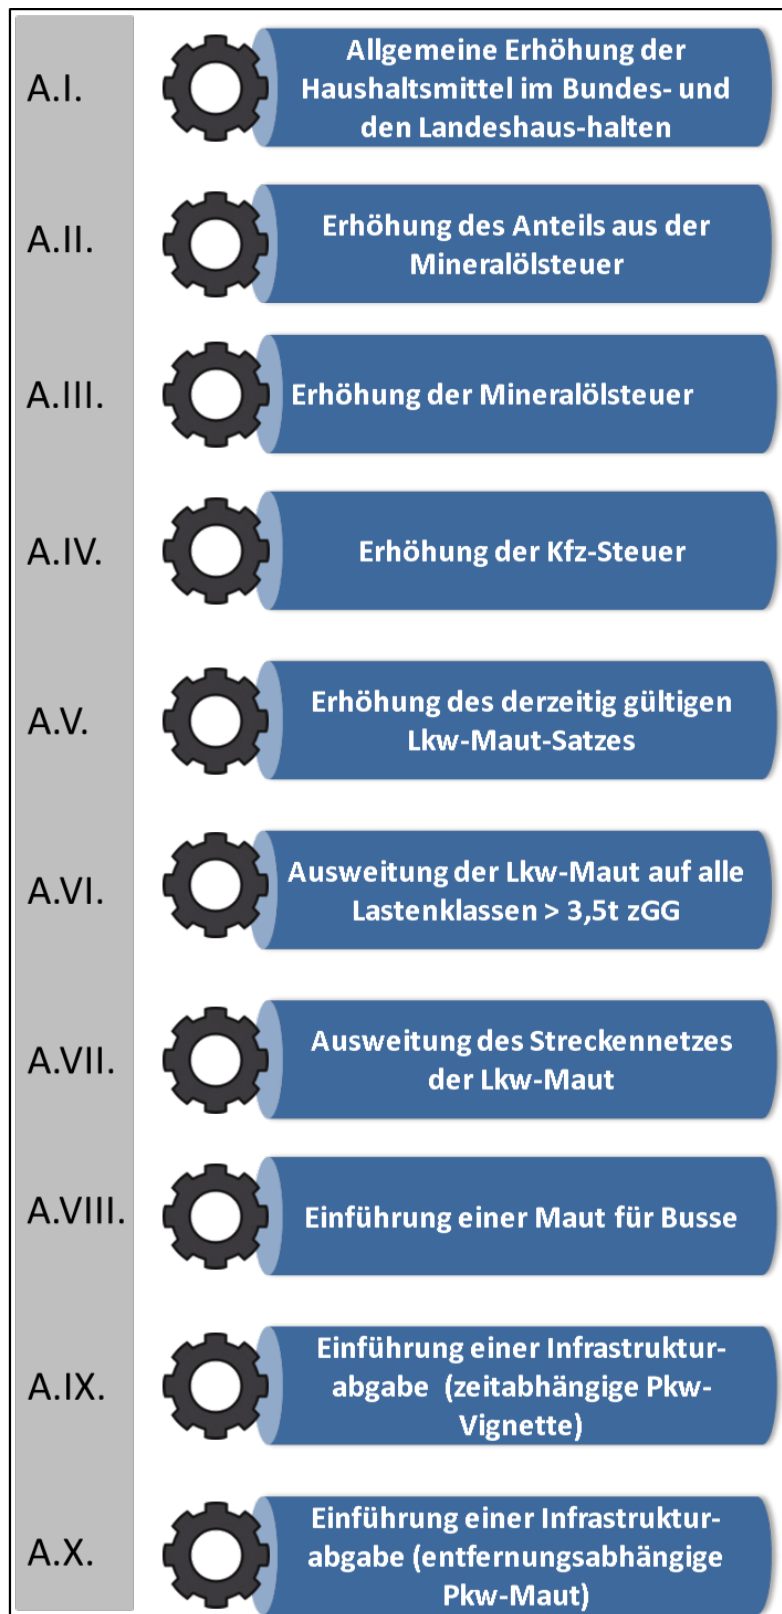 A.I.
Allgemeine Erhöhung der
Haushaltsmittel im Bundes- und
den Landeshaus-halten
A.II.
Erhöhung des Anteils aus der
Mineralölsteuer
A.III.
Erhöhung der Mineralölsteuer
A.IV.
Erhöhung der Kfz-Steuer
A.V.
Erhöhung des derzeitig gültigen
Lkw-Maut-Satzes
A.VI.
Ausweitung der Lkw-Maut auf alle
Lastenklassen > 3,5t zGG
A.VII.
Ausweitung des Streckennetzes
der Lkw-Maut
A.VIII.
Einführung einer Maut für Busse
A.IX.
Einführung einer Infrastruktur-
abgabe (zeitabhängige Pkw-
Vignette)
A.X.
Einführung einer Infrastruktur-
abgabe (entfernungsabhängige
Pkw-Maut)